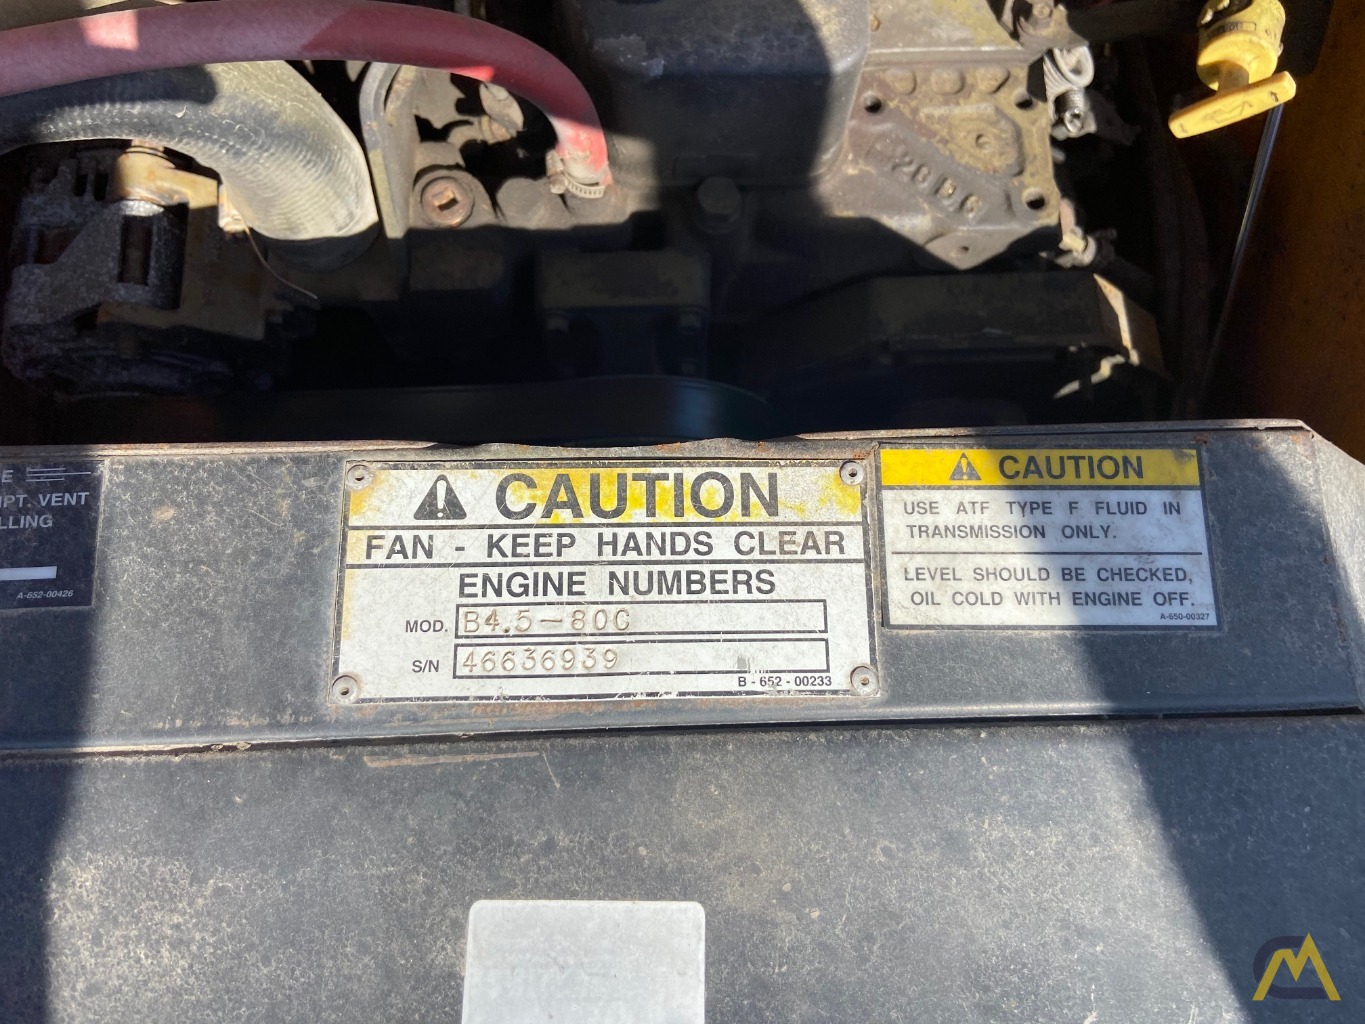 E
MPT. VENT
LLING
A-652-00426
CAUTION
FAN - KEEP HANDS CLEAR
ENGINE NUMBERS
MOD. B4.5-80C
S/N 46636939
B - 652 - 00233
CAUTION
USE ATF TYPE F FLUID IN
TRANSMISSION ONLY.
LEVEL SHOULD BE CHECKED,
OIL COLD WITH ENGINE OFF.
A-650-00327